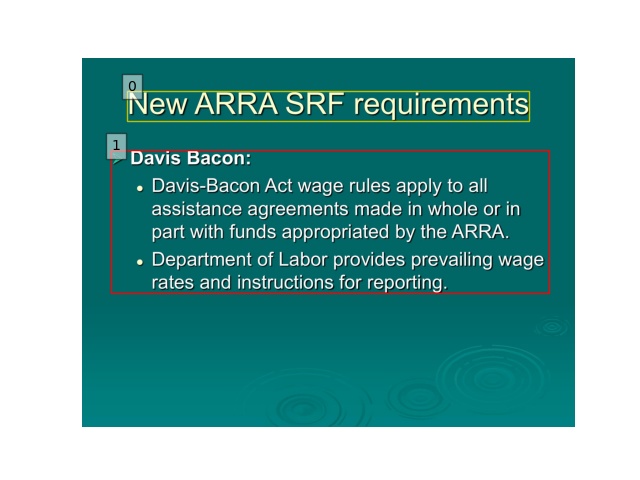 0
New ARRA SRF requirements
1
Davis Bacon:
Davis-Bacon Act wage rules apply to all
assistance agreements made in whole or in
part with funds appropriated by the ARRA.
Department of Labor provides prevailing wage
rates and instructions for reporting.